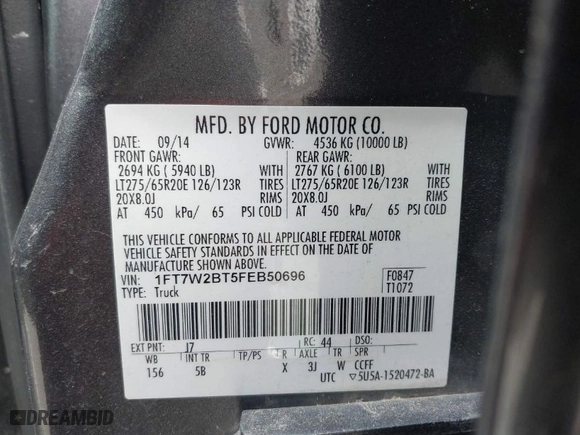 MFD. BY FORD MOTOR CO.
DATE: 09/14 GVWR: 4536 KG (10000 LB)
FRONT GAWR: REAR GAWR:
2694 KG ( 5940 LB) 2767 KG ( 6100 LB)
LT275/65R20E 126/123R TIRES LT275/65R20E 126/123R TIRES
20X8.0J RIMS 20X8.0J RIMS
AT 450 kPa/ 65 PSI COLD AT 450 kPa/ 65 PSI COLD
THIS VEHICLE CONFORMS TO ALL APPLICABLE FEDERAL MOTOR
VEHICLE SAFETY STANDARDS IN EFFECT ON THE DATE OF
MANUFACTURE SHOWN ABOVE.
VIN: 1FT7W2BT5FEB50696 F0847
TYPE: Truck T1072
EXT PNT: J7 RC: 44 DSO:
WB INT TR TP/PS R AXLE TR SPR
156 5B X 3J W CCFF
UTC ▽5U5A-1520472-BA
DREAMBID